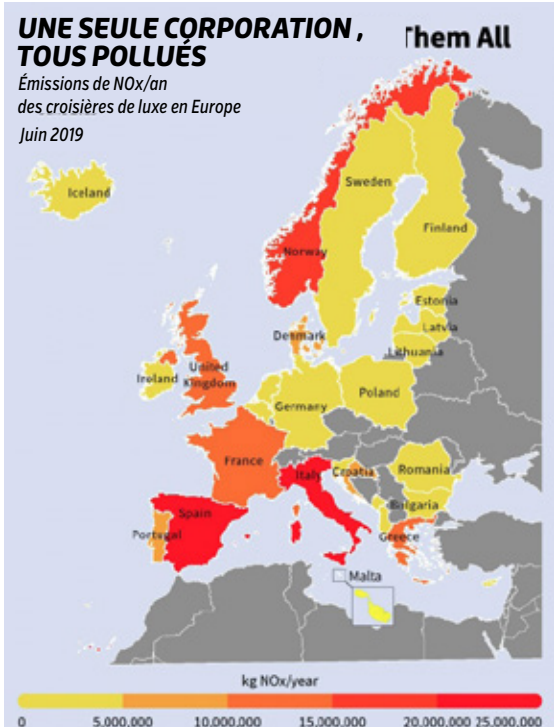 UNE SEULE CORPORATION ,
TOUS POLLUÉS
Them All
Émissions de NOx/an
des croisières de luxe en Europe
Juin 2019
Iceland
Sweden
Finland
Norway
Estonia
Latvia
Lithuania
Denmark
United
Kingdom
Ireland
Poland
Germany
France
Italy
Croatia
Romania
Bulgaria
Spain
Portugal
Greece
Malta
kg NOx/year
0 5.000.000 10.000.000 15.000.000 20.000.000 25.000.000